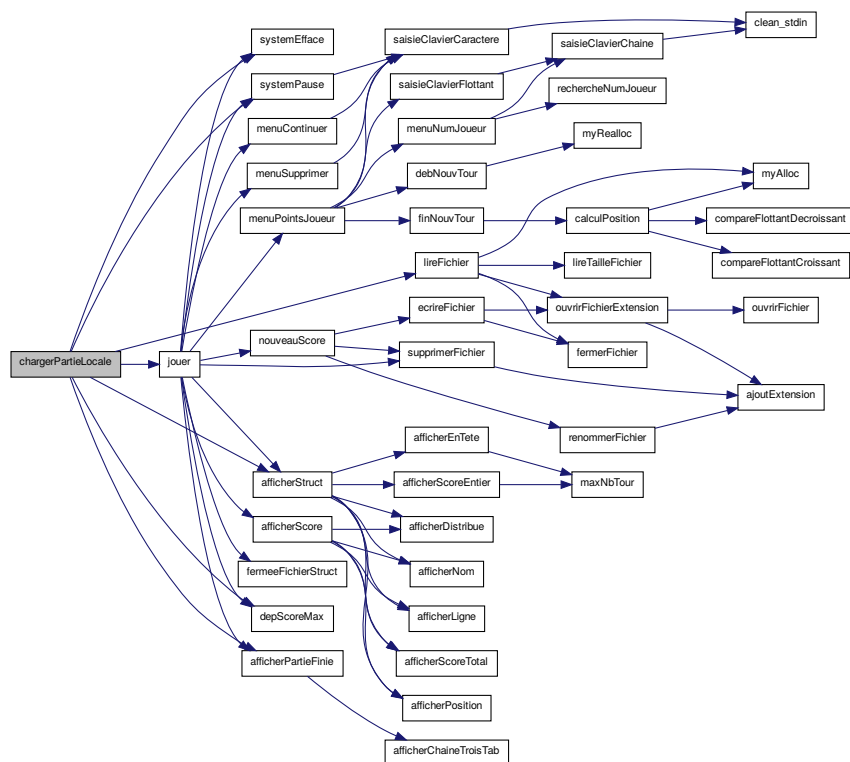 clean_stdin
systemEfface
saisieClavierCaractere
saisieClavierChaine
systemPause
saisieClavierFlottant
rechercheNumJoueur
menuContinuer
menuNumJoueur
myRealloc
menuSupprimer
debNouvTour
myAlloc
menuPointsJoueur
finNouvTour
calculPosition
compareFlottantDecroissant
lireFichier
lireTailleFichier
compareFlottantCroissant
ecrireFichier
ouvrirFichierExtension
ouvrirFichier
nouveauScore
supprimerFichier
fermerFichier
chargerPartieLocale
jouer
ajoutExtension
afficherEnTete
renommerFichier
afficherStruct
afficherScoreEntier
maxNbTour
afficherScore
afficherDistribue
fermeeFichierStruct
afficherNom
depScoreMax
afficherLigne
afficherPartieFinie
afficherScoreTotal
afficherPosition
afficherChaineTroisTab